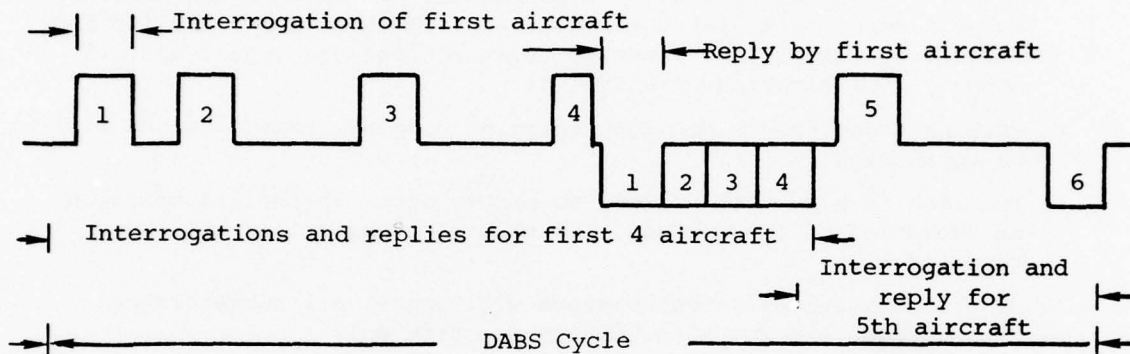 Interrogation of first aircraft
Reply by first aircraft
1 2 3 4 5
1 2 3 4 6
Interrogations and replies for first 4 aircraft
Interrogation and
reply for
5th aircraft
DABS Cycle